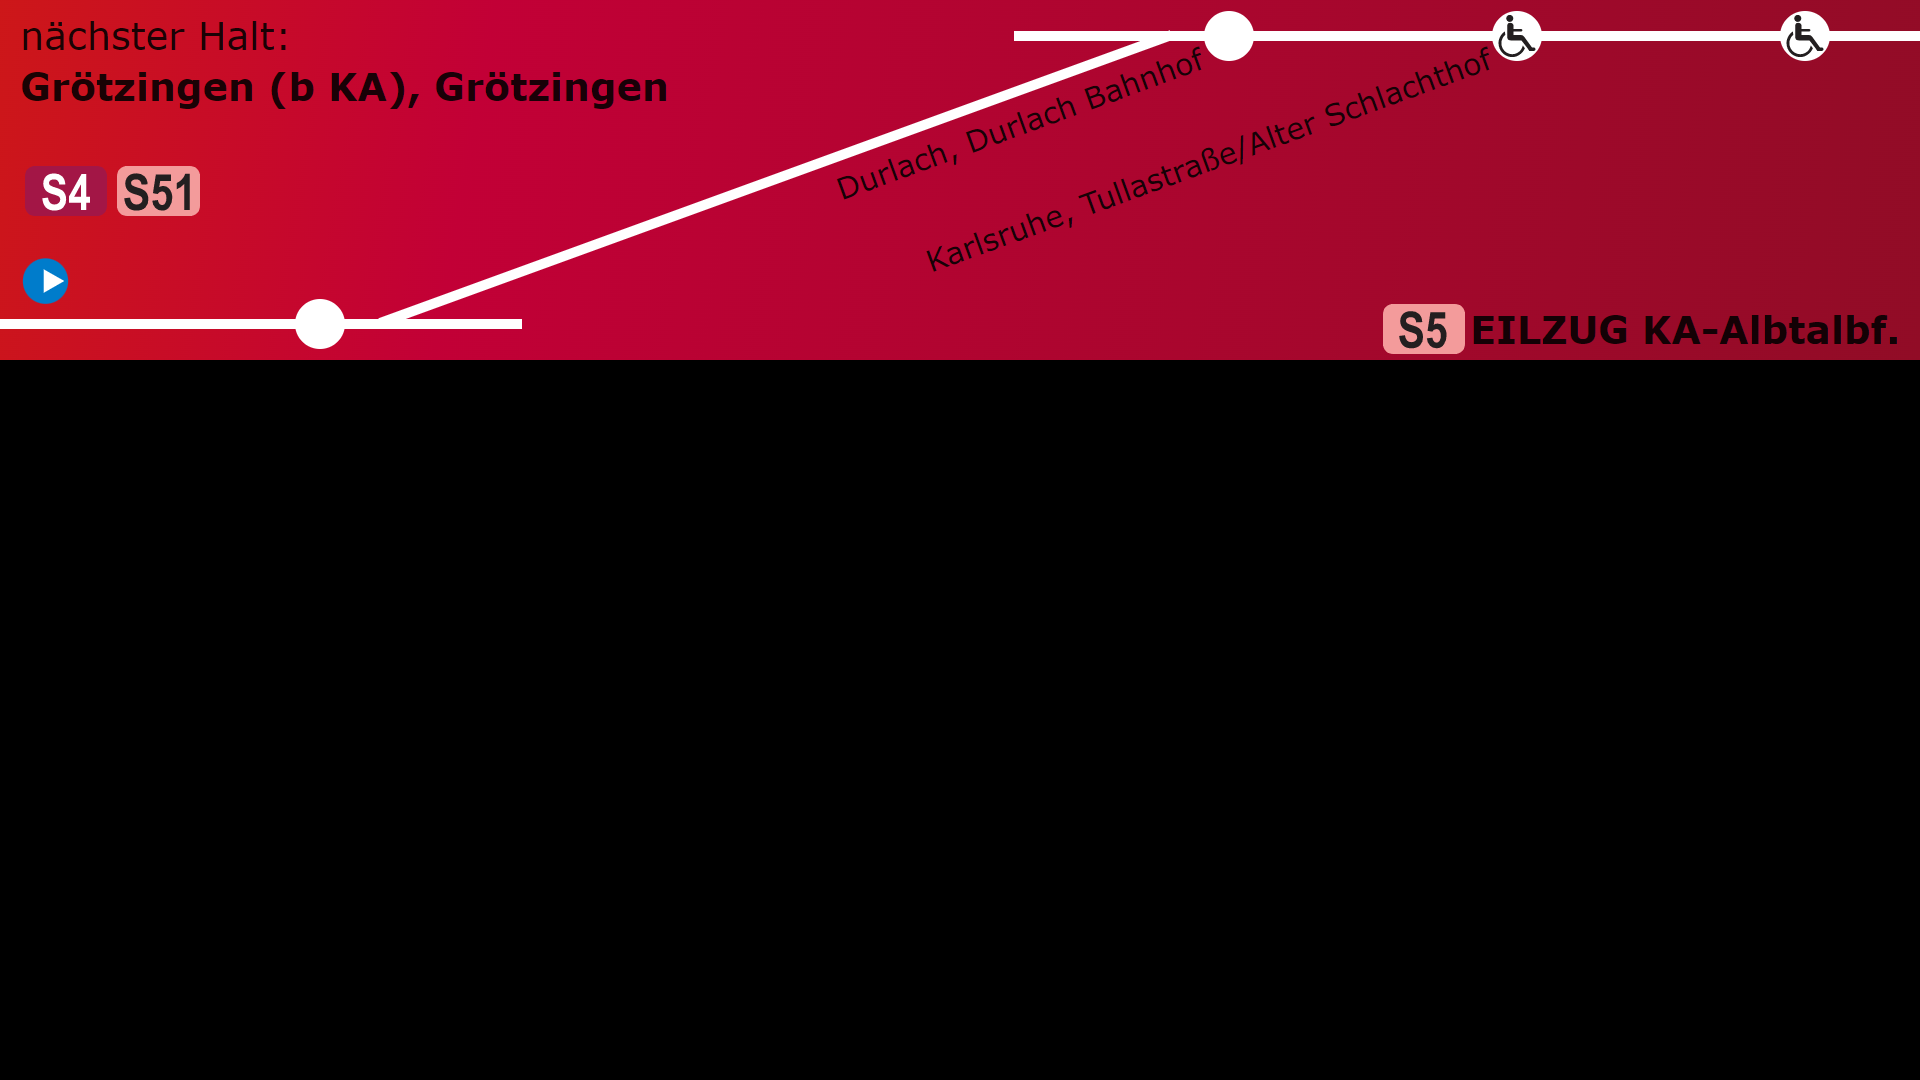 nächster Halt:
Grötzingen (b KA), Grötzingen
S4 S51
Durlach, Durlach Bahnhof
Karlsruhe, Tullastraße/Alter Schlachthof
S5 EILZUG KA–Albtalbf.